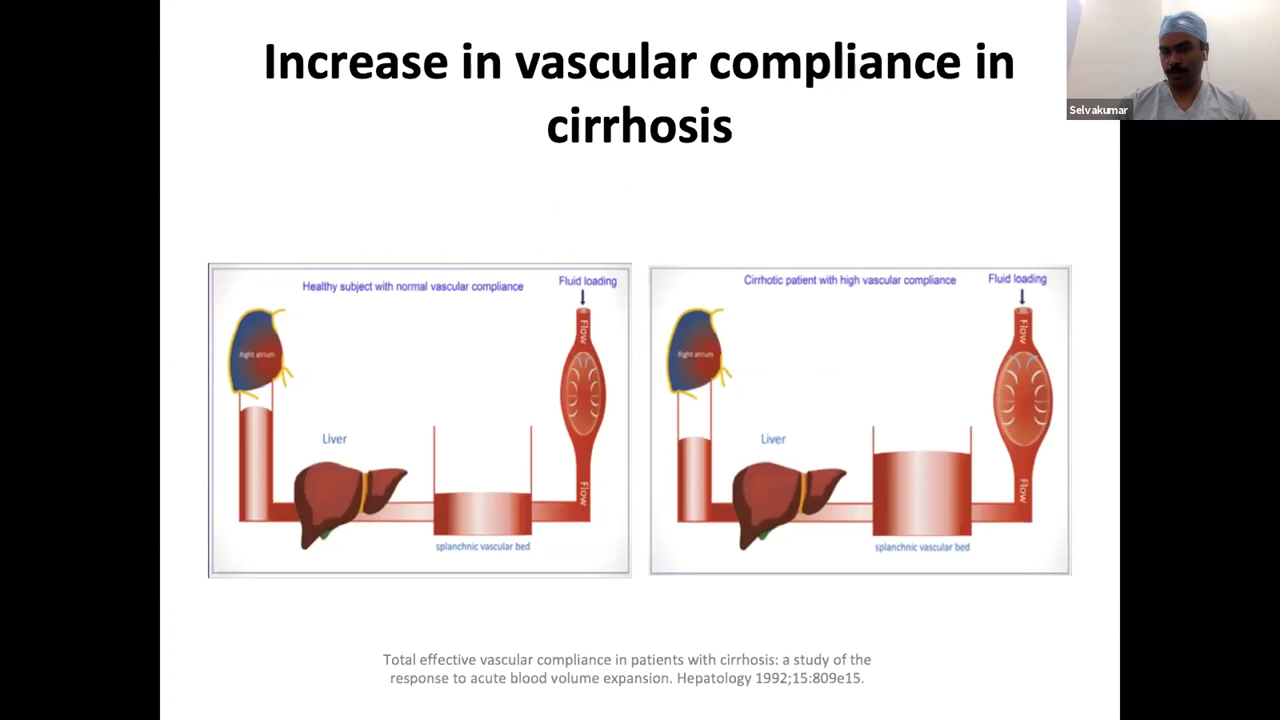 Increase in vascular compliance in
cirrhosis
Selvakumar
Healthy subject with normal vascular compliance
Fluid loading
Flow
Right atrium
Liver
Flow
splanchnic vascular bed
Cirrhotic patient with high vascular compliance
Fluid loading
Flow
Right atrium
Liver
Flow
splanchnic vascular bed
Total effective vascular compliance in patients with cirrhosis: a study of the
response to acute blood volume expansion. Hepatology 1992;15:809e15.